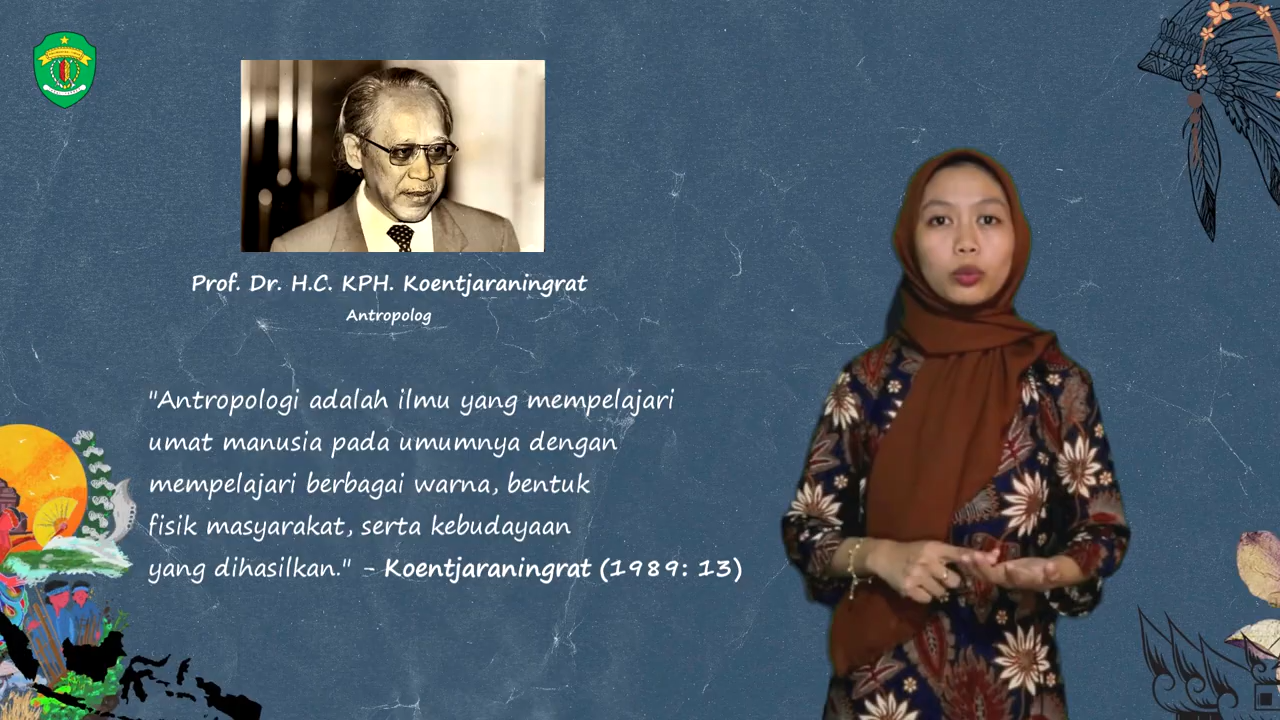 Prof. Dr. H.C. KPH. Koentjaraningrat
Antropolog
"Antropologi adalah ilmu yang mempelajari
umat manusia pada umumnya dengan
mempelajari berbagai warna, bentuk
fisik masyarakat, serta kebudayaan
yang dihasilkan." - Koentjaraningrat (1989: 13)